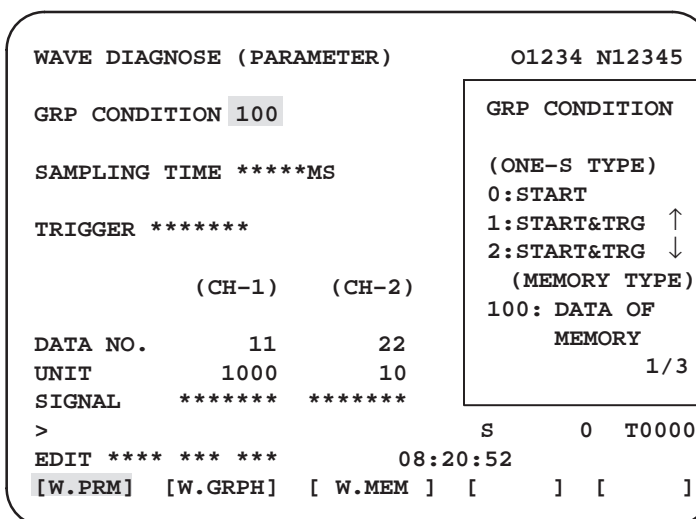 WAVE DIAGNOSE (PARAMETER) O1234 N12345
GRP CONDITION 100
SAMPLING TIME *****MS
TRIGGER *******
(CH-1) (CH-2)
DATA NO. 11 22
UNIT 1000 10
SIGNAL ******* *******
GRP CONDITION
(ONE-S TYPE)
0:START
1:START&TRG ↑
2:START&TRG ↓
(MEMORY TYPE)
100: DATA OF
MEMORY
1/3
> S 0 T0000
EDIT **** *** *** 08:20:52
[W.PRM] [W.GRPH] [ W.MEM ] [ ] [ ]